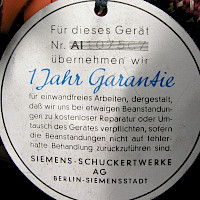 Für dieses Gerät
Nr.
übernehmen wir
1 Jahr Garantie
für einwandfreies Arbeiten, dergestalt,
daß wir uns bei etwaigen Beanstandun-
gen zu kostenloser Reparatur oder Um-
tausch des Gerätes verpflichten, sofern
die Beanstandungen nicht auf fehler-
hafte Behandlung zurückzuführen sind.
SIEMENS-SCHUCKERTWERKE
AG
BERLIN-SIEMENSSTADT